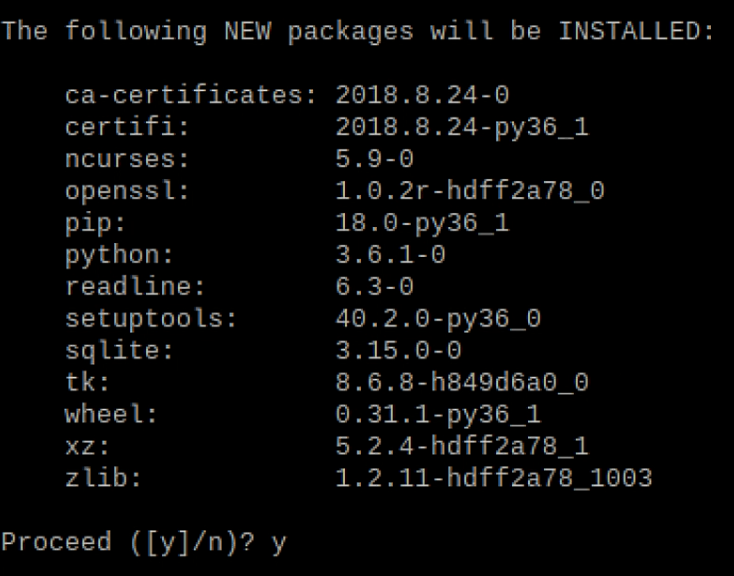 The following NEW packages will be INSTALLED:
ca-certificates: 2018.8.24-0
certifi: 2018.8.24-py36_1
ncurses: 5.9-0
openssl: 1.0.2r-hdff2a78_0
pip: 18.0-py36_1
python: 3.6.1-0
readline: 6.3-0
setuptools: 40.2.0-py36_0
sqlite: 3.15.0-0
tk: 8.6.8-h849d6a0_0
wheel: 0.31.1-py36_1
xz: 5.2.4-hdff2a78_1
zlib: 1.2.11-hdff2a78_1003
Proceed ([y]/n)? y